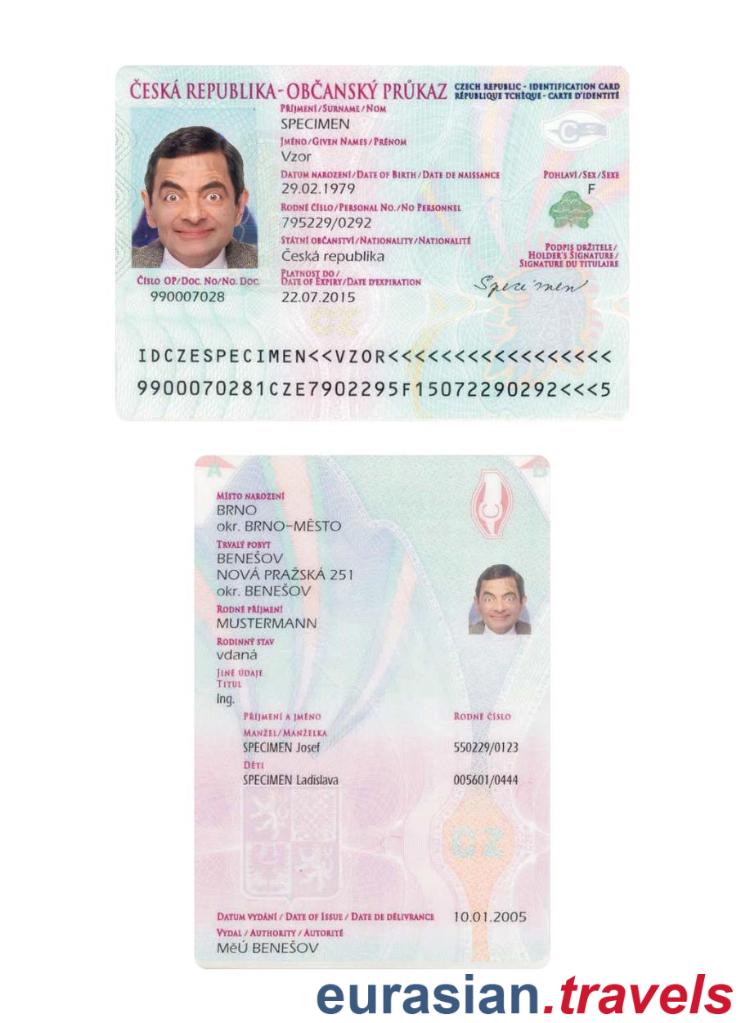 ČESKÁ REPUBLIKA - OBČANSKÝ PRŮKAZ
CZECH REPUBLIC - IDENTIFICATION CARD
RÉPUBLIQUE TCHÈQUE - CARTE D'IDENTITÉ
PŘÍJMENÍ / SURNAME / NOM
SPECIMEN
JMÉNO / GIVEN NAMES / PRÉNOM
Vzor
DATUM NAROZENÍ / DATE OF BIRTH / DATE DE NAISSANCE
29.02.1979
POHLAVÍ / SEX / SEXE
F
RODNÉ ČÍSLO / PERSONAL NO. / NO PERSONNEL
795229/0292
STÁTNÍ OBČANSTVÍ / NATIONALITY / NATIONALITÉ
Česká republika
PODPIS DRŽITELE /
HOLDER'S SIGNATURE /
SIGNATURE DU TITULAIRE
Specimen
ČÍSLO OP / DOC. NO / NO. DOC.
990007028
PLATNOST DO /
DATE OF EXPIRY / DATE D'EXPIRATION
22.07.2015
C
CZ
IDCZESPECIMEN<<VZOR<<<<<<<<<<<<<<<<<
9900070281CZE7902295F15072290292<<<5
A
B
MÍSTO NAROZENÍ
BRNO
okr. BRNO-MĚSTO
TRVALÝ POBYT
BENEŠOV
NOVÁ PRAŽSKÁ 251
okr. BENEŠOV
RODNÉ PŘÍJMENÍ
MUSTERMANN
RODINNÝ STAV
vdaná
JINÉ ÚDAJE
TITUL
Ing.
PŘÍJMENÍ A JMÉNO RODNÉ ČÍSLO
MANŽEL/MANŽELKA
SPECIMEN Josef 550229/0123
DĚTI
SPECIMEN Ladislava 005601/0444
CZ
DATUM VYDÁNÍ / DATE OF ISSUE / DATE DE DÉLIVRANCE 10.01.2005
VYDAL / AUTHORITY / AUTORITÉ
MěÚ BENEŠOV
eurasian.travels